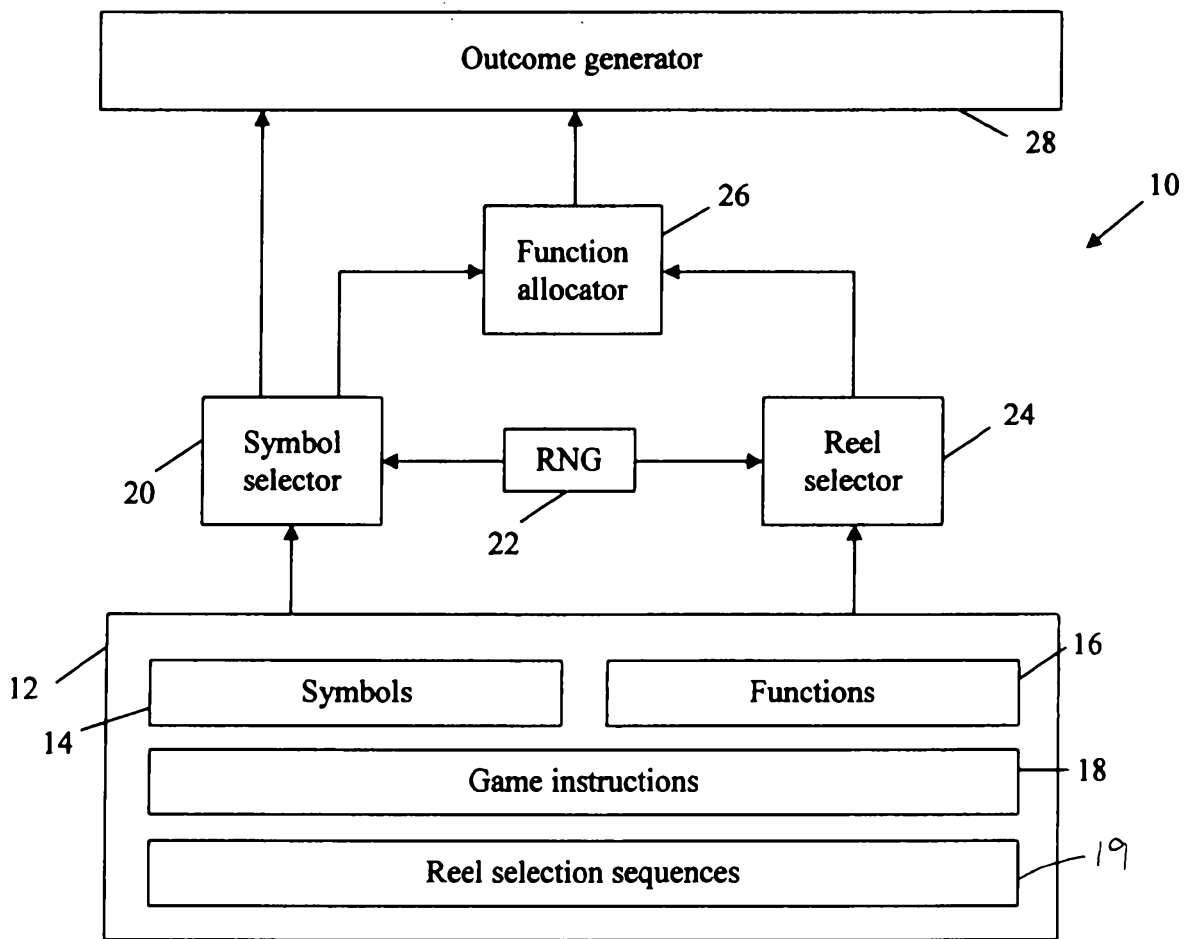 Outcome generator
28
10
26
Function
allocator
Symbol
selector
20
RNG
22
Reel
selector
24
12
Symbols
14
Functions
16
Game instructions
18
Reel selection sequences
19